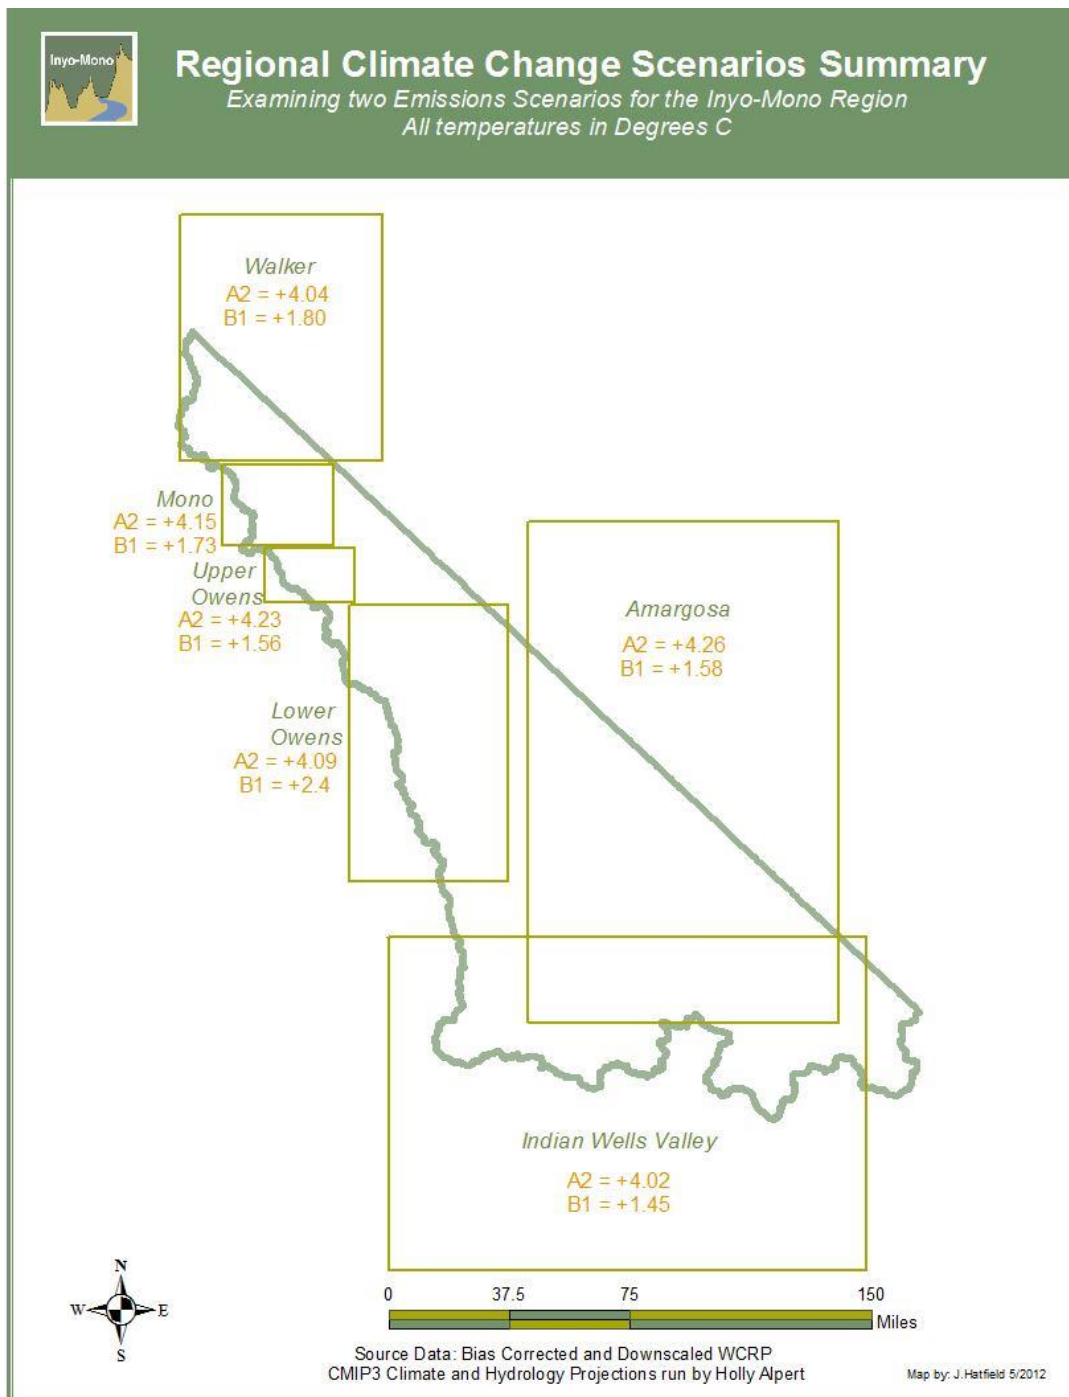 Inyo-Mono
Regional Climate Change Scenarios Summary
Examining two Emissions Scenarios for the Inyo-Mono Region
All temperatures in Degrees C
Walker
A2 = +4.04
B1 = +1.80
Mono
A2 = +4.15
B1 = +1.73
Upper
Owens
A2 = +4.23
B1 = +1.56
Amargosa
A2 = +4.26
B1 = +1.58
Lower
Owens
A2 = +4.09
B1 = +2.4
Indian Wells Valley
A2 = +4.02
B1 = +1.45
N
W E
S
0 37.5 75 150
Miles
Source Data: Bias Corrected and Downscaled WCRP
CMIP3 Climate and Hydrology Projections run by Holly Alpert
Map by: J.Hatfield 5/2012